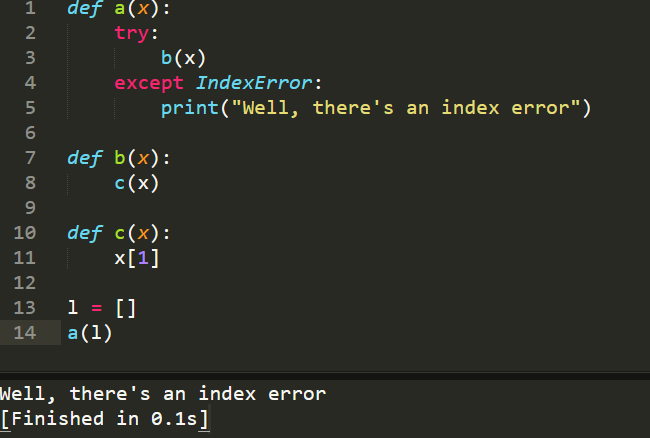 1 def a(x):
2     try:
3         b(x)
4     except IndexError:
5         print("Well, there's an index error")
6
7 def b(x):
8     c(x)
9
10 def c(x):
11     x[1]
12
13 l = []
14 a(l)
Well, there's an index error
[Finished in 0.1s]